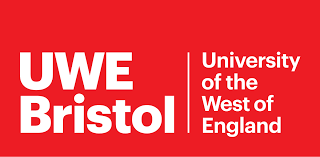 UWE
Bristol
University
of the
West of
England